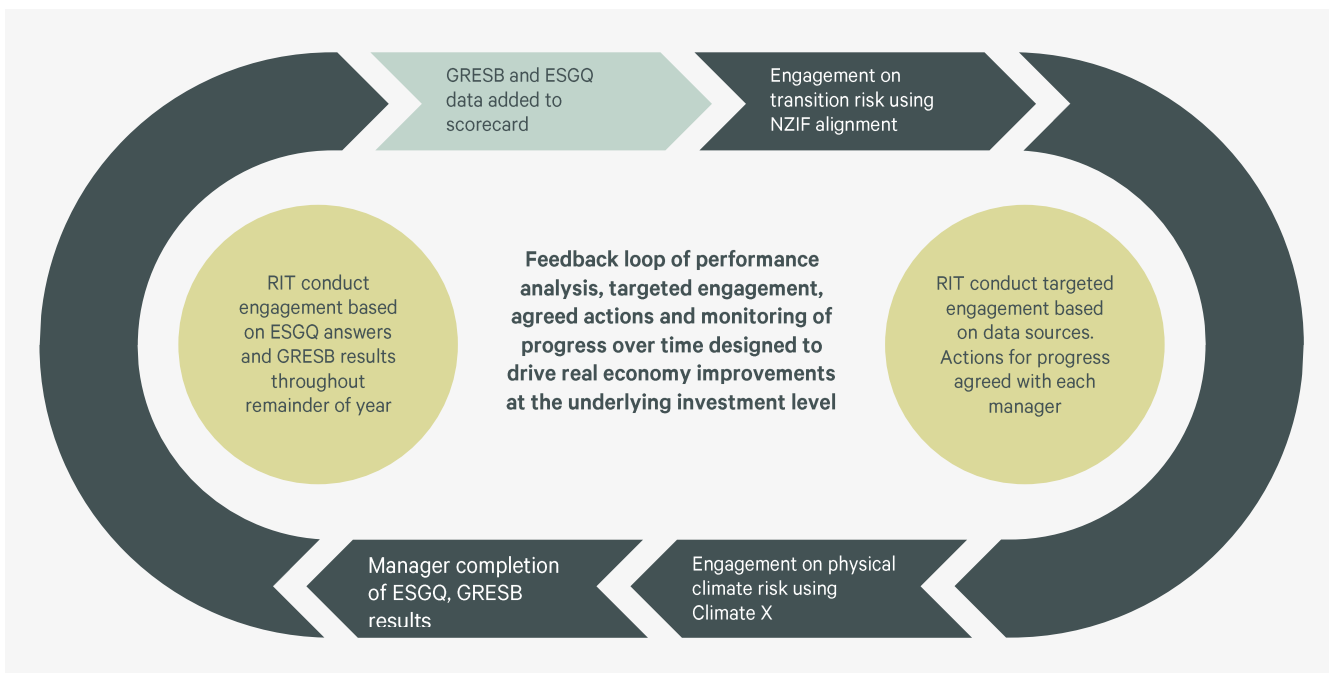 GRESB and ESGQ
data added to
scorecard
Engagement on
transition risk using
NZIF alignment
RIT conduct
engagement based
on ESGQ answers
and GRESB results
throughout
remainder of year
Feedback loop of performance
analysis, targeted engagement,
agreed actions and monitoring of
progress over time designed to
drive real economy improvements
at the underlying investment level
RIT conduct targeted
engagement based
on data sources.
Actions for progress
agreed with each
manager
Manager completion
of ESGQ, GRESB
results
Engagement on physical
climate risk using
Climate X